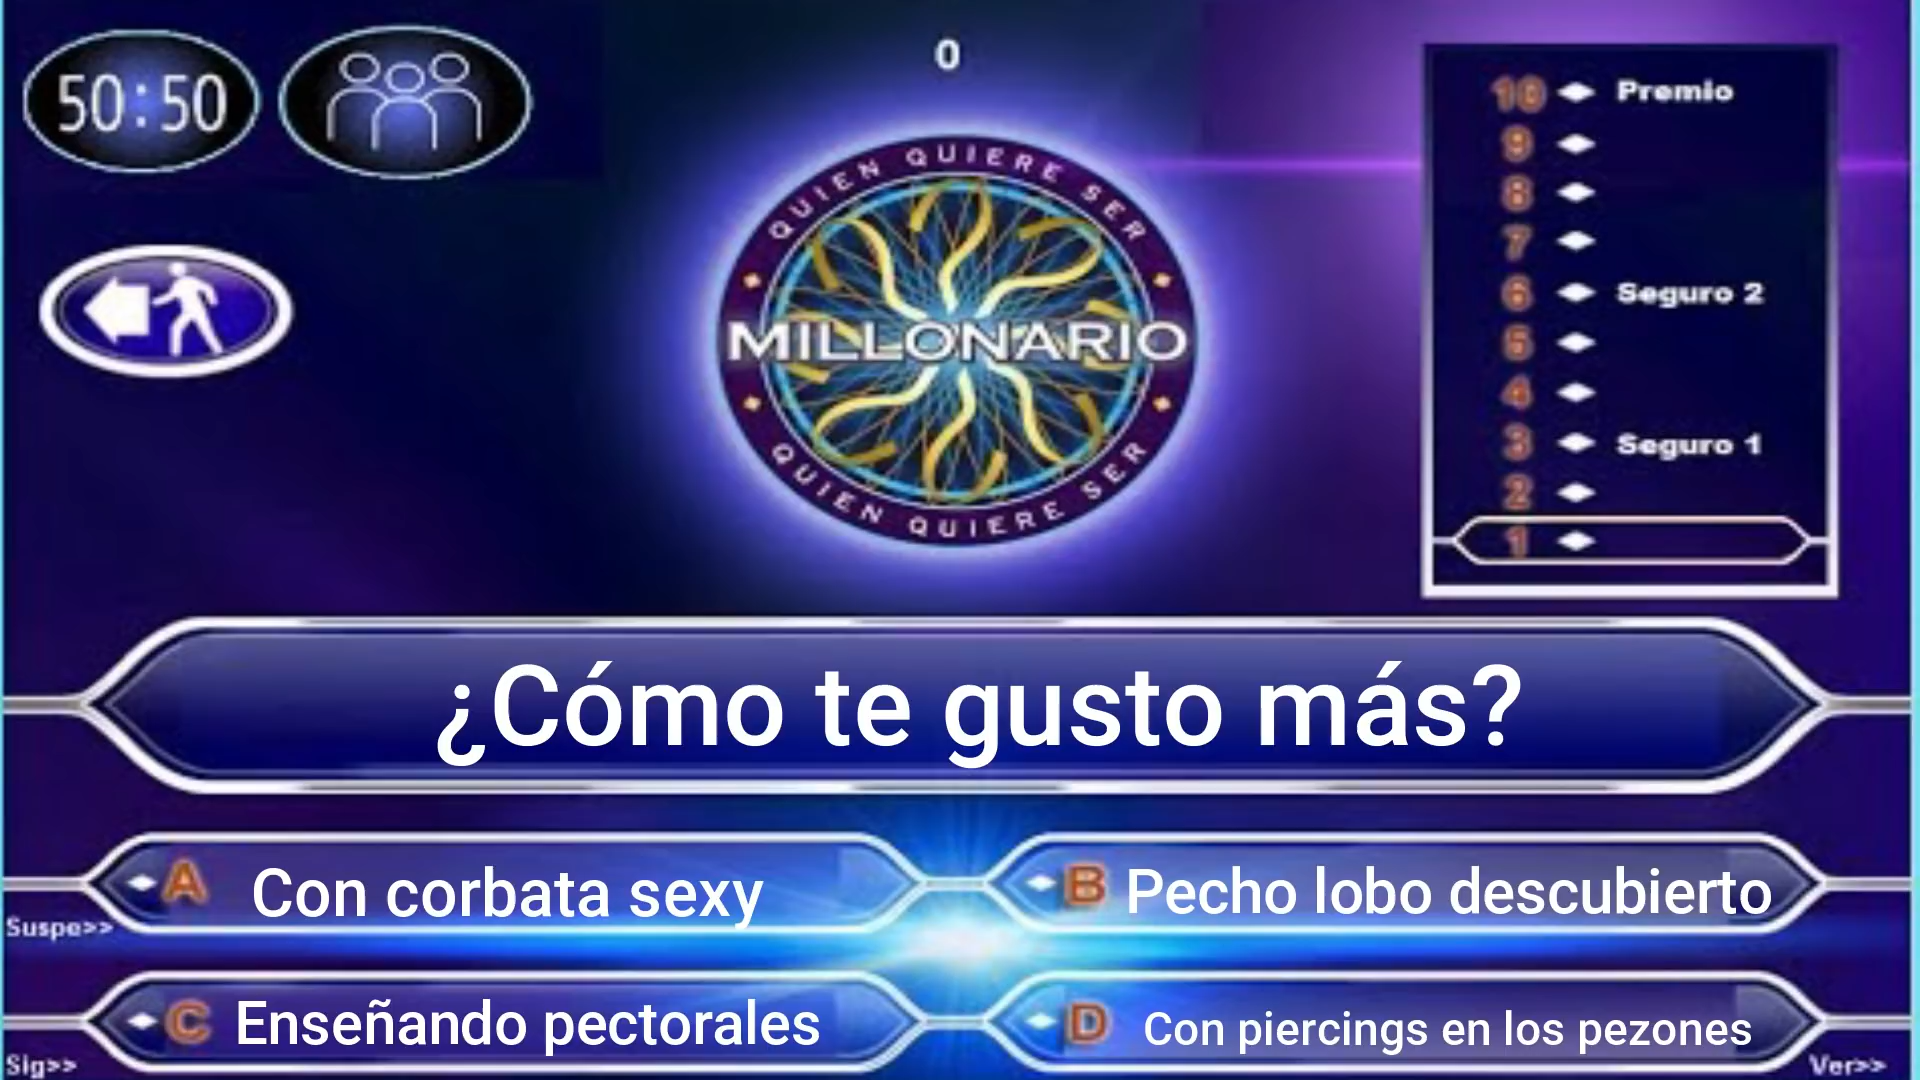 50:50
0
QUIEN QUIERE SER
MILLONARIO
QUIEN QUIERE SER
10 Premio
9
8
7
6 Seguro 2
5
4
3 Seguro 1
2
1
¿Cómo te gusto más?
A Con corbata sexy
B Pecho lobo descubierto
Suspe>>
C Enseñando pectorales
D Con piercings en los pezones
Sig>>
Ver>>